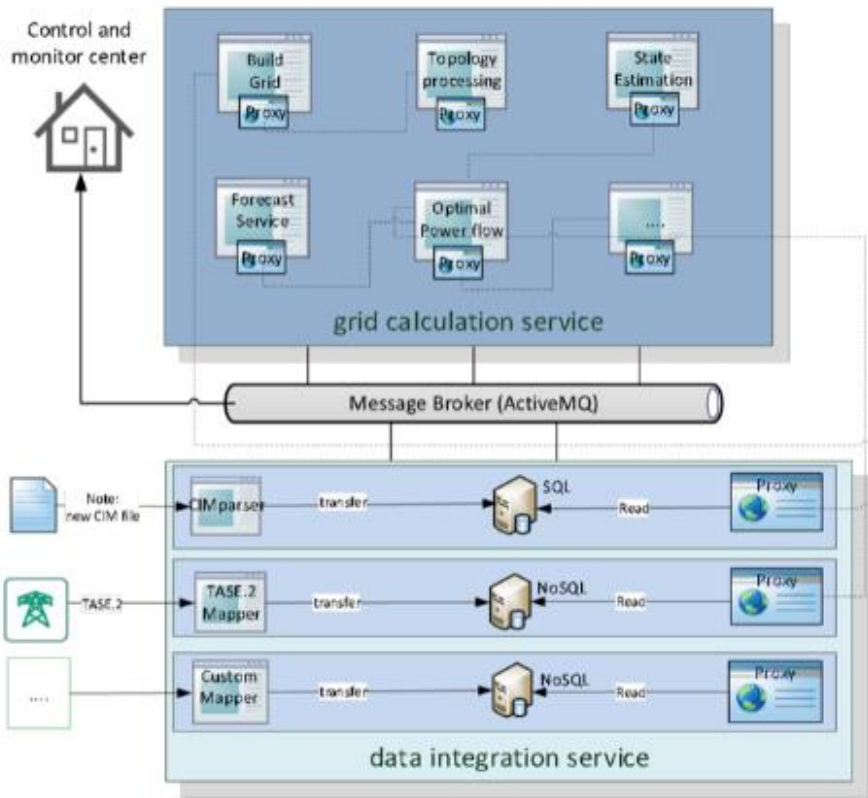 Control and
monitor center
Build
Grid
Proxy
Topology
processing
Proxy
State
Estimation
Proxy
Forecast
Service
Proxy
Optimal
Power flow
Proxy
....
Proxy
grid calculation service
Message Broker (ActiveMQ)
Note:
new CIM file
CIMparser
transfer
SQL
Read
Proxy
TASE.2
TASE.2
Mapper
transfer
NoSQL
Read
Proxy
....
Custom
Mapper
transfer
NoSQL
Read
Proxy
data integration service